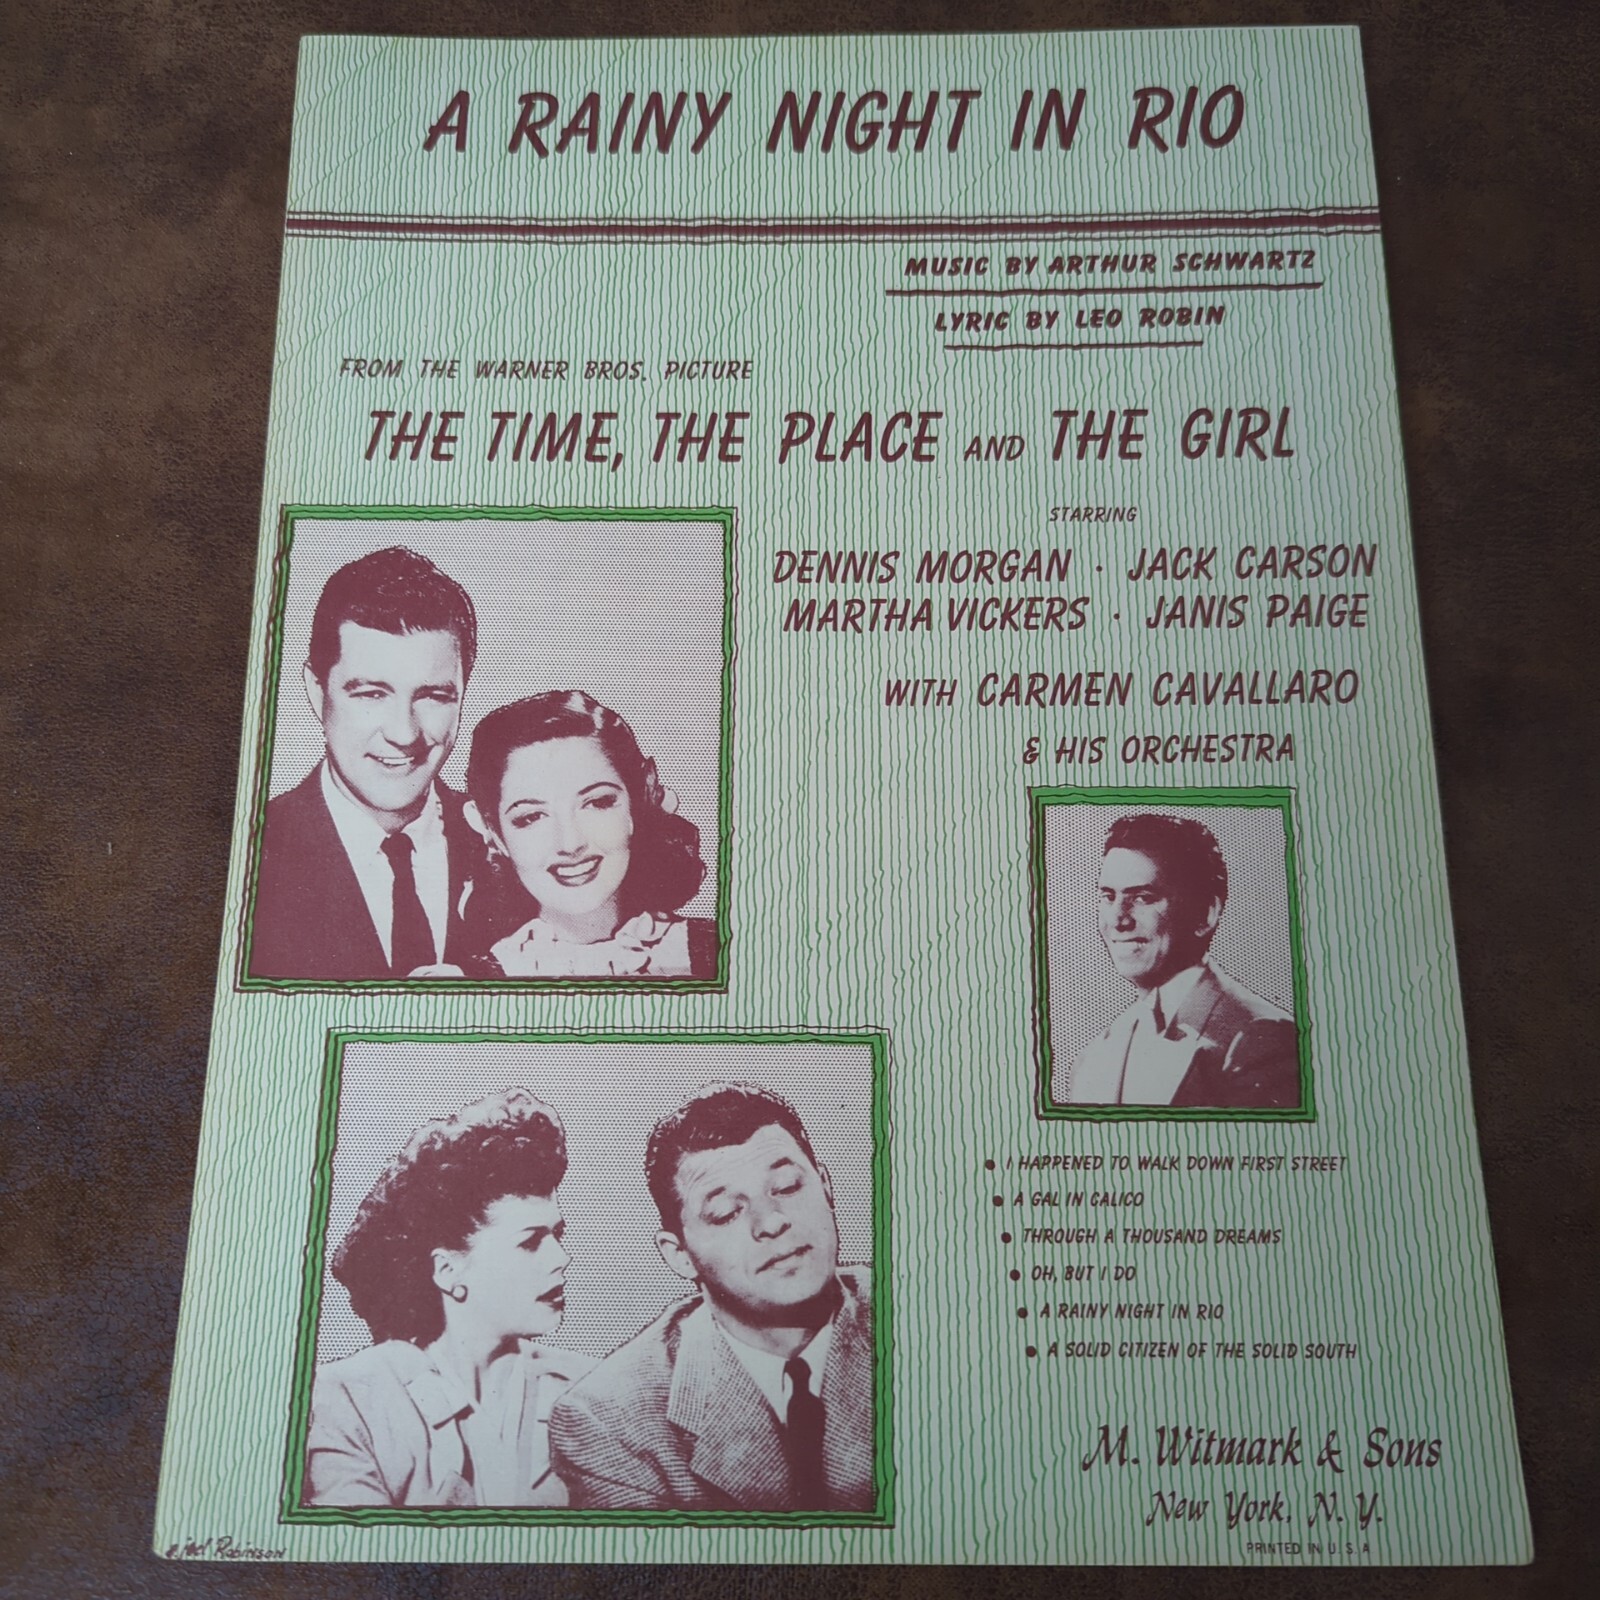 A RAINY NIGHT IN RIO
MUSIC BY ARTHUR SCHWARTZ
LYRIC BY LEO ROBIN
FROM THE WARNER BROS. PICTURE
THE TIME, THE PLACE AND THE GIRL
STARRING
DENNIS MORGAN · JACK CARSON
MARTHA VICKERS · JANIS PAIGE
WITH CARMEN CAVALLARO
& HIS ORCHESTRA
• I HAPPENED TO WALK DOWN FIRST STREET
• A GAL IN CALICO
• THROUGH A THOUSAND DREAMS
• OH, BUT I DO
• A RAINY NIGHT IN RIO
• A SOLID CITIZEN OF THE SOLID SOUTH
M. Witmark & Sons
New York, N. Y.
PRINTED IN U. S. A
Robinson